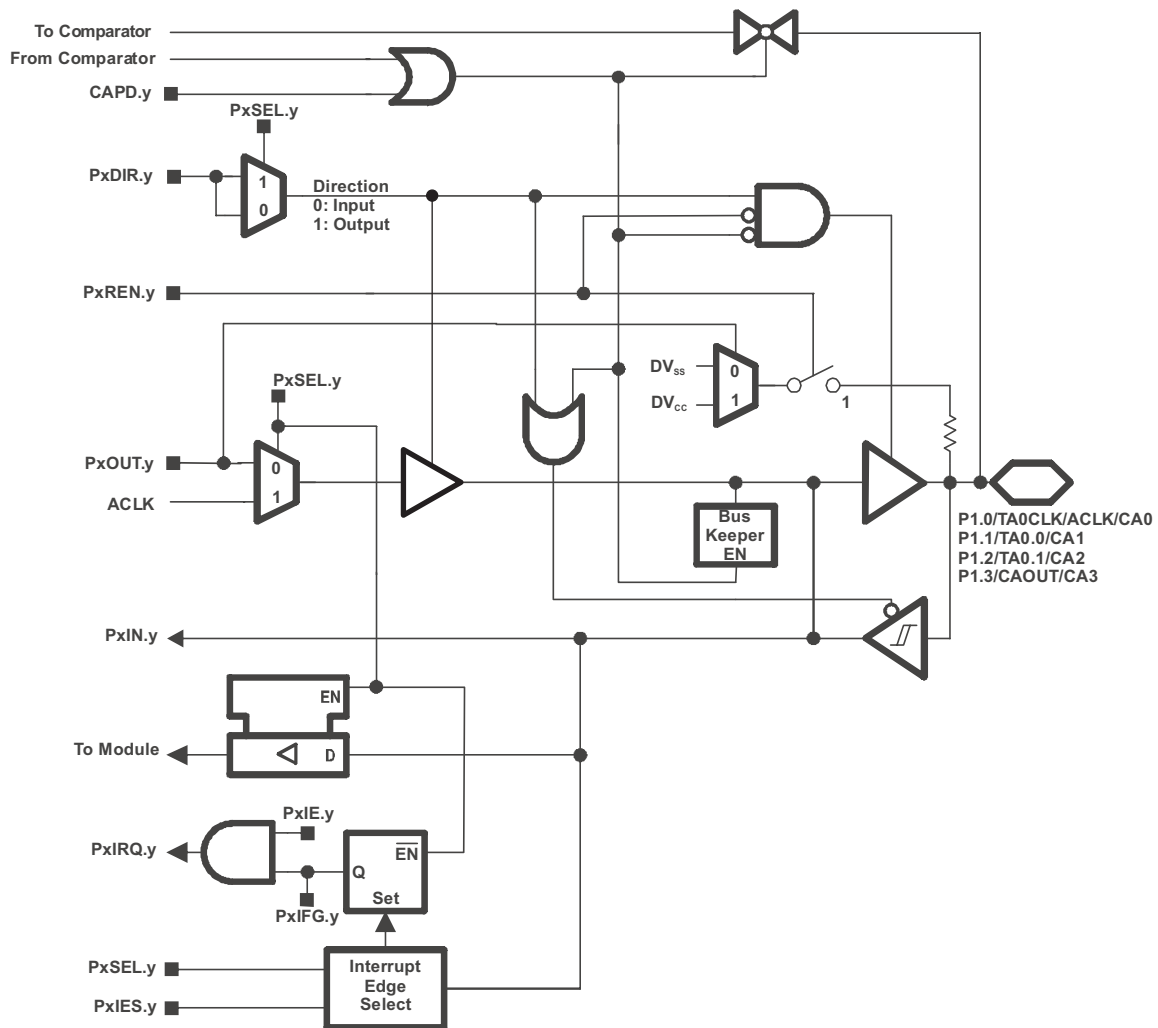 To Comparator
From Comparator
CAPD.y
PxSEL.y
PxDIR.y
1
0
Direction
0: Input
1: Output
PxREN.y
DVSS
0
DVCC
1
1
PxSEL.y
PxOUT.y
0
ACLK
1
Bus
Keeper
EN
P1.0/TA0CLK/ACLK/CA0
P1.1/TA0.0/CA1
P1.2/TA0.1/CA2
P1.3/CAOUT/CA3
PxIN.y
EN
To Module
D
PxIE.y
PxIRQ.y
EN
Q
Set
PxIFG.y
PxSEL.y
PxIES.y
Interrupt
Edge
Select